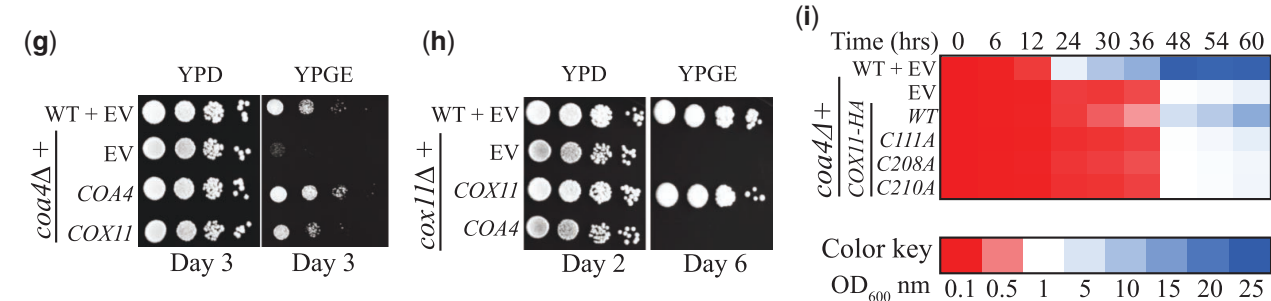 (g)
YPD YPGE
WT + EV
EV
COA4
COX11
coa4Δ +
Day 3 Day 3
(h)
YPD YPGE
WT + EV
EV
COX11
COA4
cox11Δ +
Day 2 Day 6
(i)
Time (hrs) 0 6 12 24 30 36 48 54 60
WT + EV
EV
WT
C111A
C208A
C210A
coa4Δ +
COX11-HA
Color key
OD600 nm 0.1 0.5 1 5 10 15 20 25